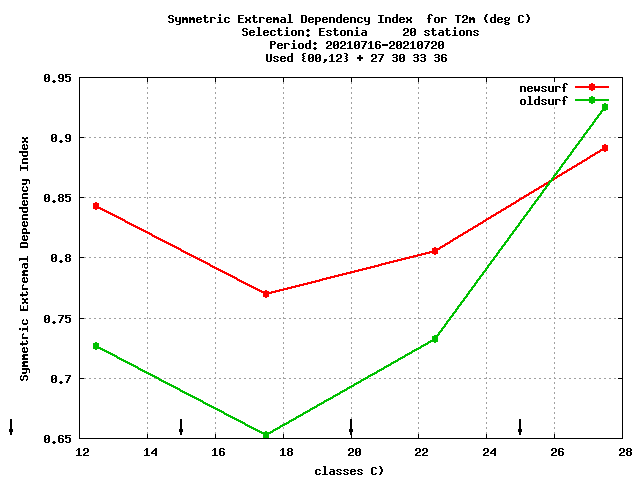 Symmetric Extremal Dependency Index  for T2m (deg C)
Selection: Estonia     20 stations
Period: 20210716-20210720
Used {00,12} + 27 30 33 36
newsurf
oldsurf
Symmetric Extremal Dependency Index
0.95
0.9
0.85
0.8
0.75
0.7
0.65
12 14 16 18 20 22 24 26 28
classes C)